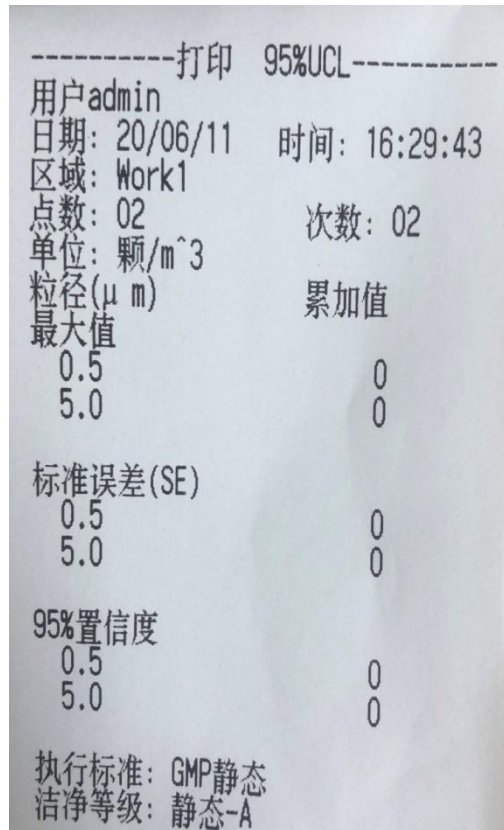 ----------打印 95%UCL----------
用户admin
日期: 20/06/11 时间: 16:29:43
区域: Work1
点数: 02 次数: 02
单位: 颗/m^3
粒径(μ m) 累加值
最大值
0.5 0
5.0 0
标准误差(SE)
0.5 0
5.0 0
95%置信度
0.5 0
5.0 0
执行标准: GMP静态
洁净等级: 静态-A